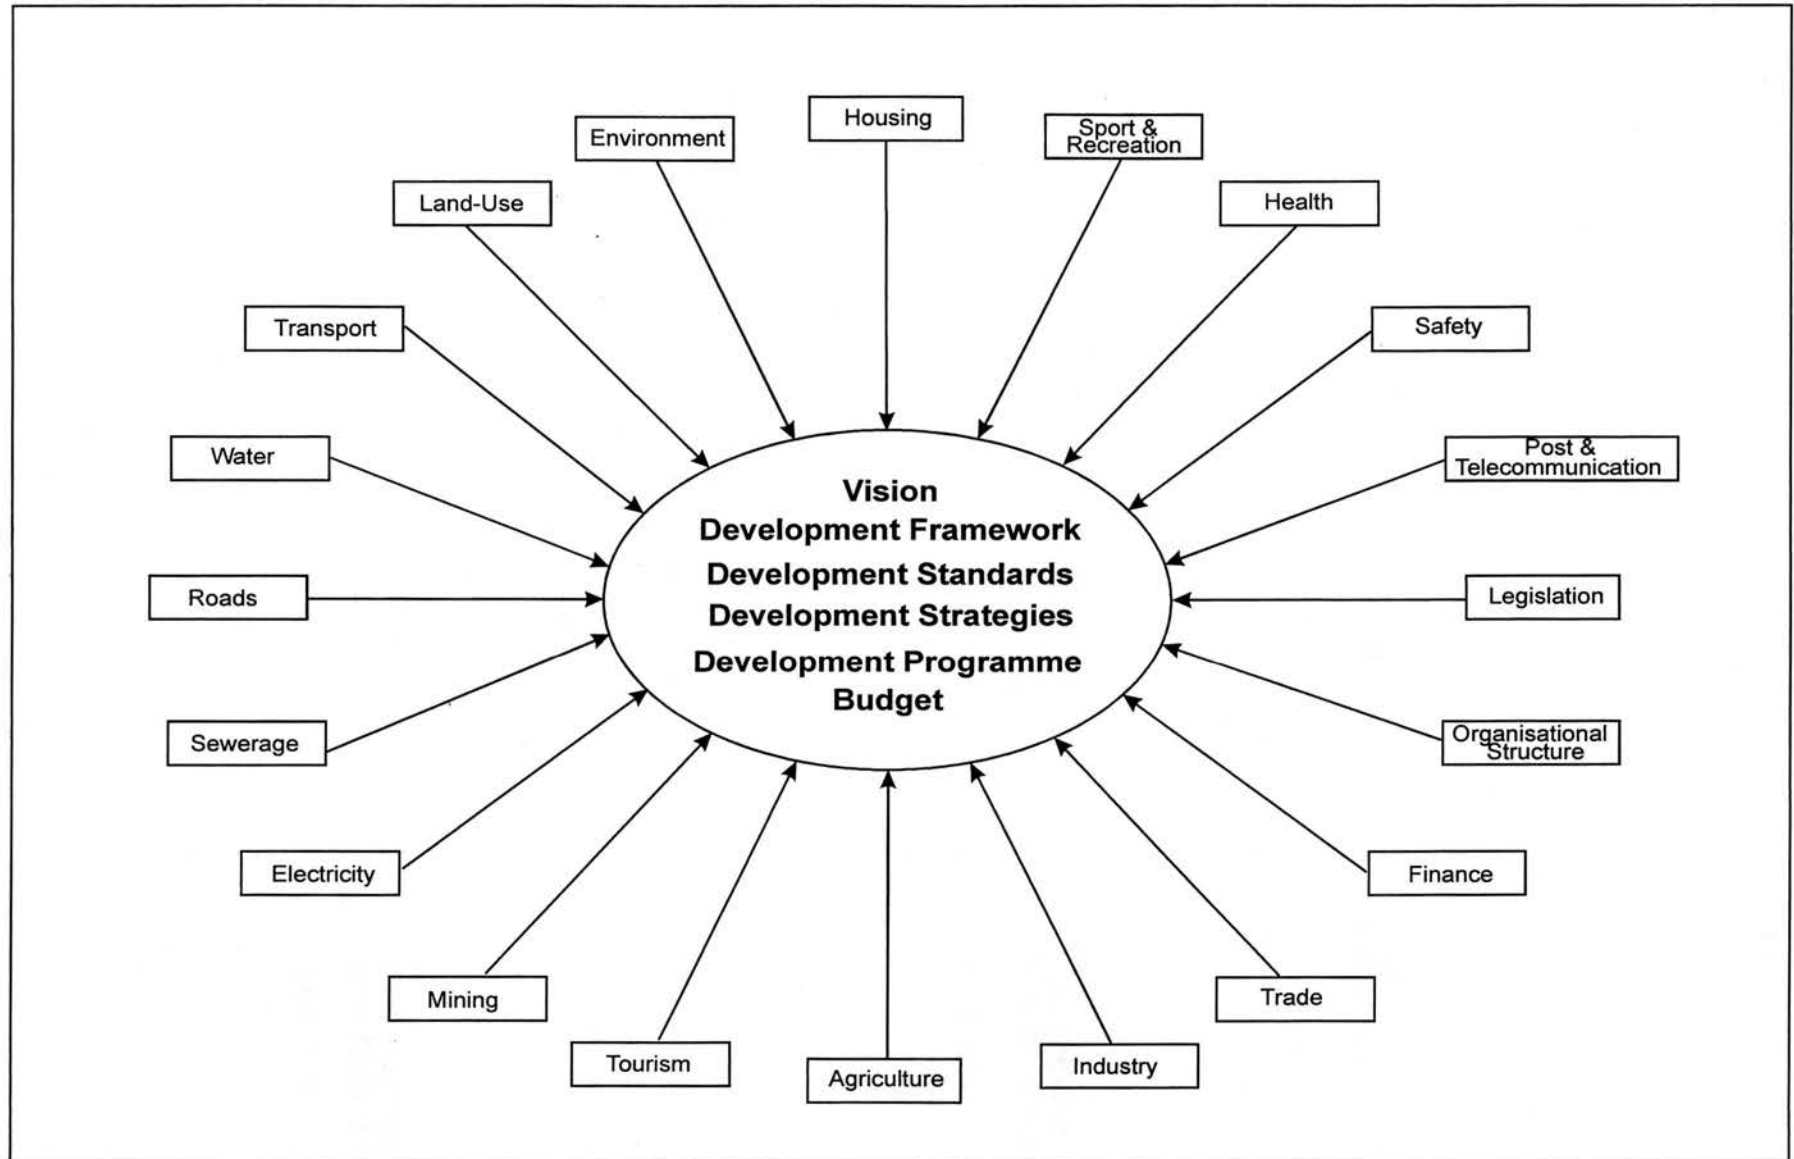 Housing
Environment
Sport &
Recreation
Land-Use
Health
Transport
Safety
Water
Post &
Telecommunication
Vision
Development Framework
Development Standards
Development Strategies
Development Programme
Budget
Roads
Legislation
Sewerage
Organisational
Structure
Electricity
Finance
Mining
Trade
Tourism
Agriculture
Industry